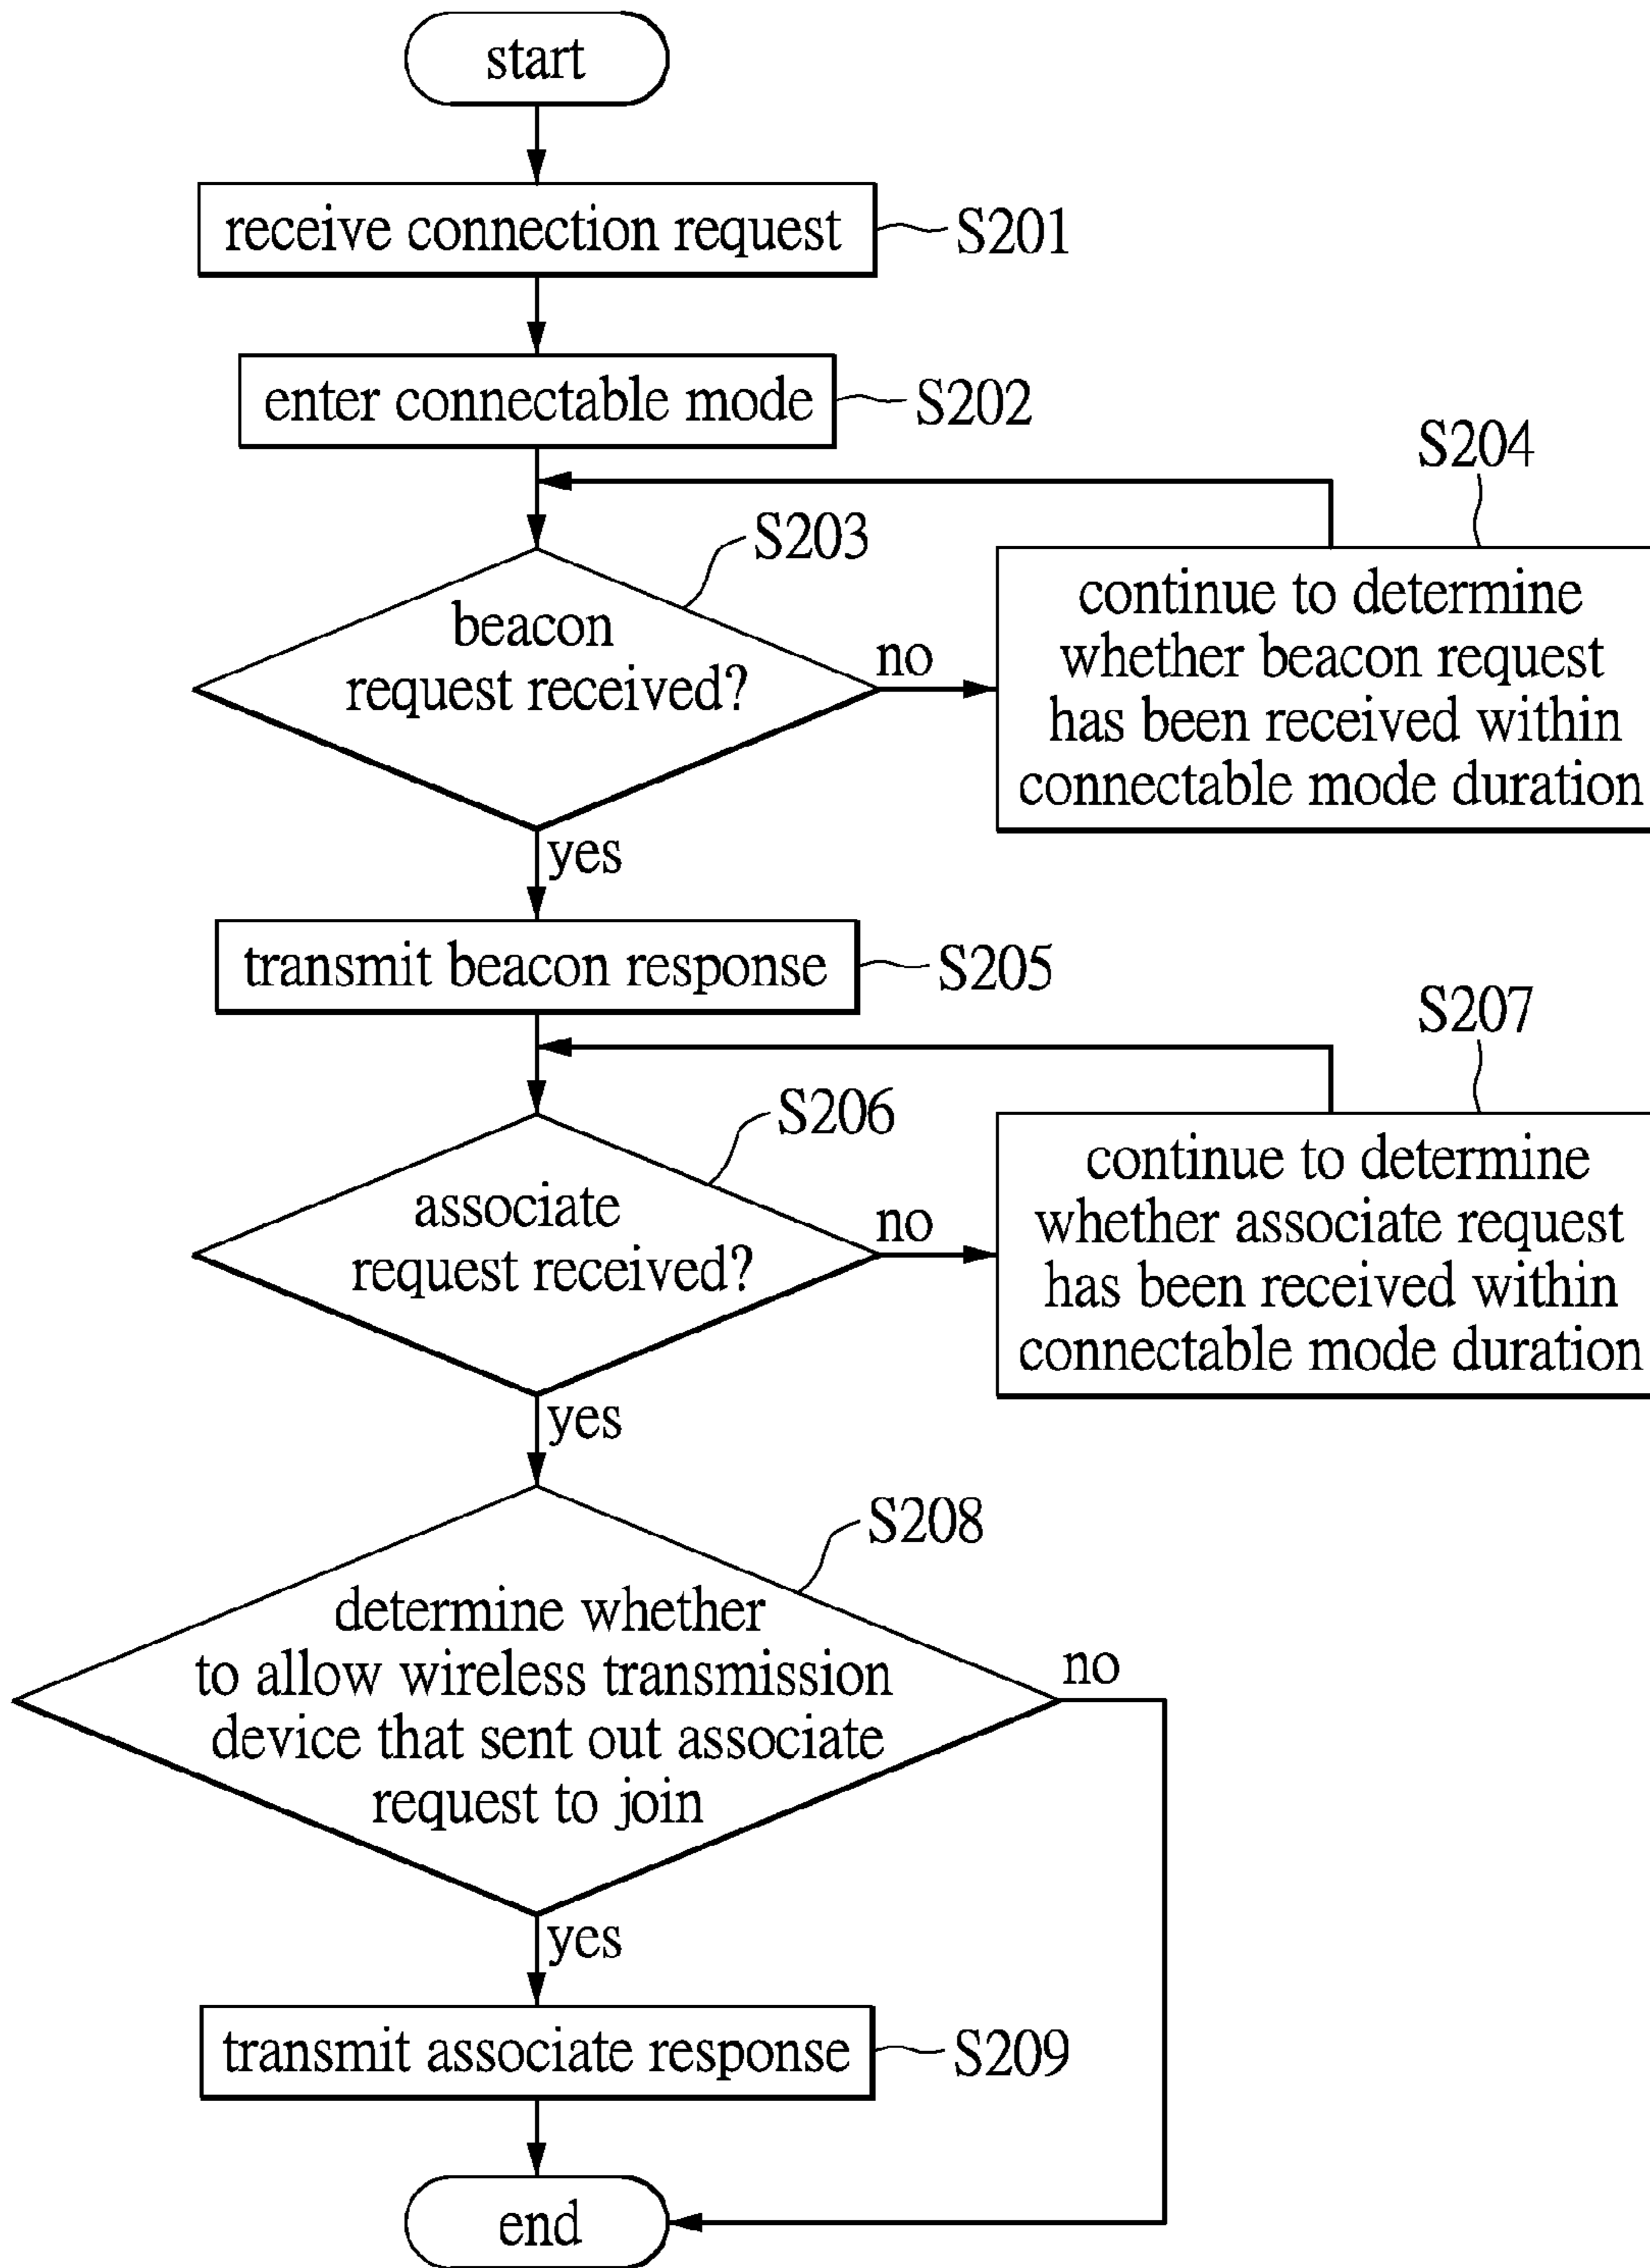 start
receive connection request
S201
enter connectable mode
S202
S204
S203
beacon
request received?
no
continue to determine
whether beacon request
has been received within
connectable mode duration
yes
transmit beacon response
S205
S207
S206
associate
request received?
no
continue to determine
whether associate request
has been received within
connectable mode duration
yes
S208
determine whether
to allow wireless transmission
device that sent out associate
request to join
no
yes
transmit associate response
S209
end